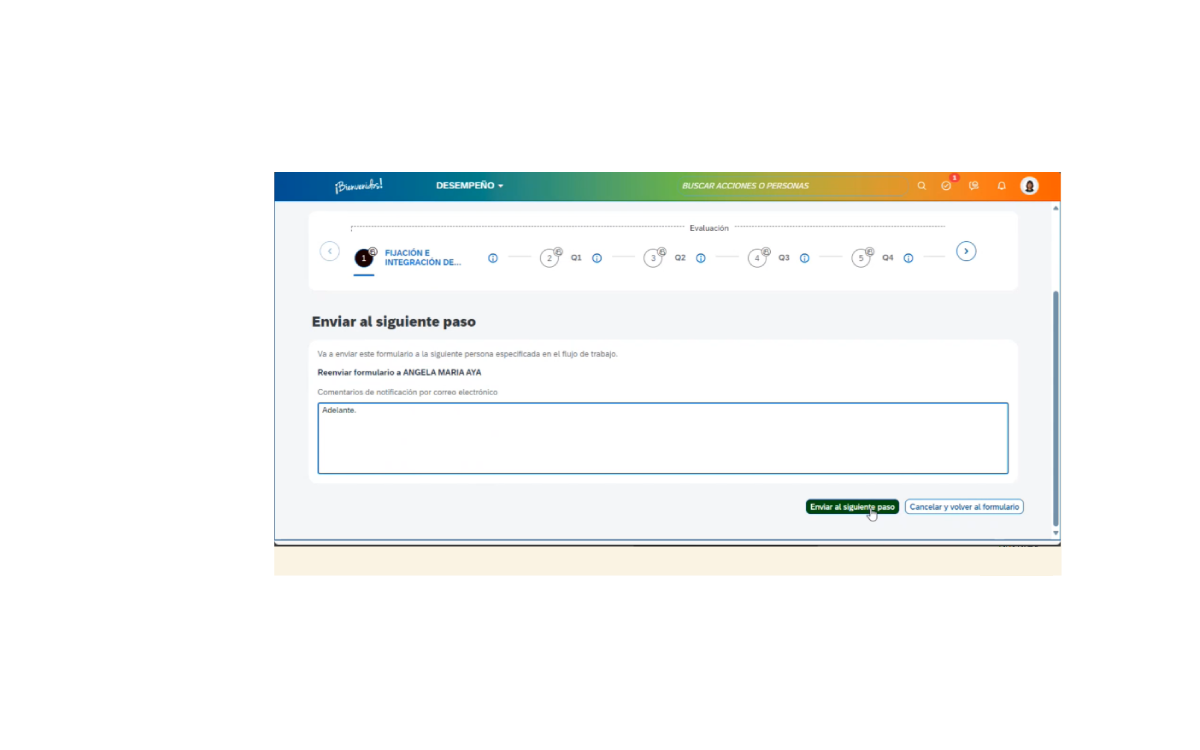 ¡Bienvenidos!
DESEMPEÑO
BUSCAR ACCIONES O PERSONAS
1
Evaluación
1
FIJACIÓN E
INTEGRACIÓN DE...
2
Q1
3
Q2
4
Q3
5
Q4
Enviar al siguiente paso
Va a enviar este formulario a la siguiente persona especificada en el flujo de trabajo.
Reenviar formulario a ANGELA MARIA AYA
Comentarios de notificación por correo electrónico
Adelante.
Enviar al siguiente paso
Cancelar y volver al formulario